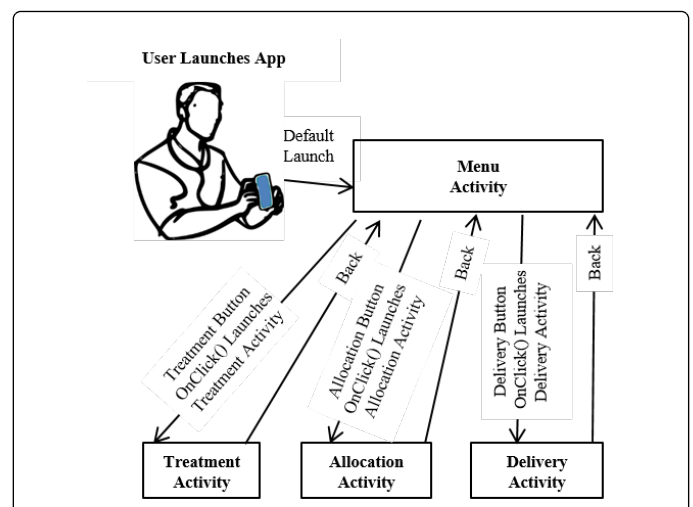 User Launches App
Default
Launch
Menu
Activity
Treatment Button
OnClick() Launches
Treatment Activity
Back
Allocation Button
OnClick() Launches
Allocation Activity
Back
Delivery Button
OnClick() Launches
Delivery Activity
Back
Treatment
Activity
Allocation
Activity
Delivery
Activity